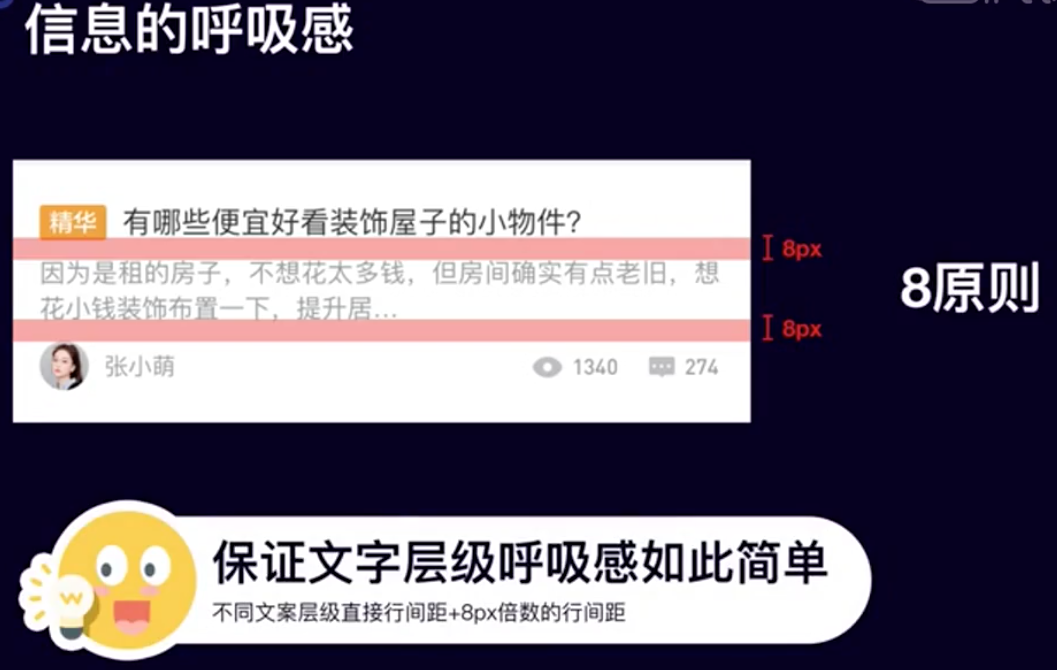 信息的呼吸感
精华 有哪些便宜好看装饰屋子的小物件?
8px
因为是租的房子，不想花太多钱，但房间确实有点老旧，想
花小钱装饰布置一下，提升居...
8px
张小萌 1340 274
8原则
保证文字层级呼吸感如此简单
不同文案层级直接行间距+8px倍数的行间距